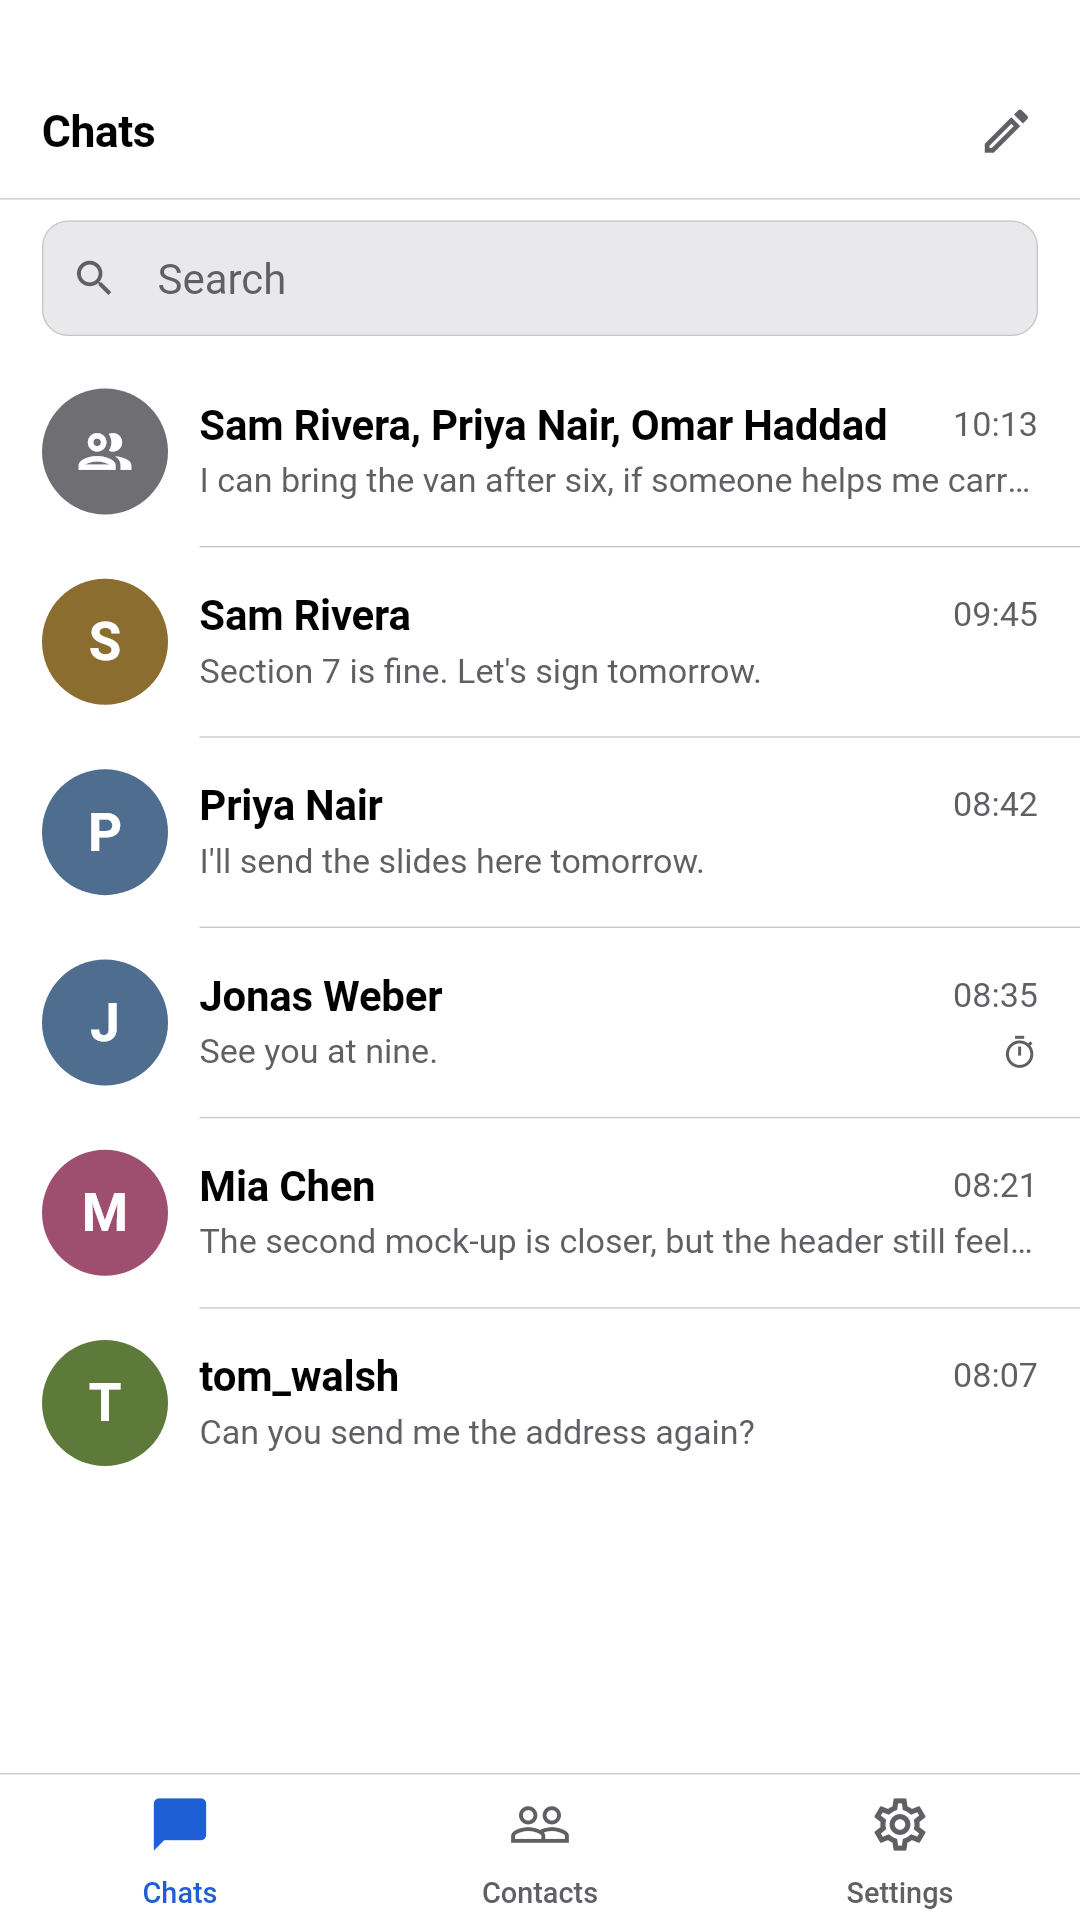 Chats
Search
Sam Rivera, Priya Nair, Omar Haddad 10:13
I can bring the van after six, if someone helps me carr…
S
Sam Rivera 09:45
Section 7 is fine. Let's sign tomorrow.
P
Priya Nair 08:42
I'll send the slides here tomorrow.
J
Jonas Weber 08:35
See you at nine.
M
Mia Chen 08:21
The second mock-up is closer, but the header still feel…
T
tom_walsh 08:07
Can you send me the address again?
Chats Contacts Settings